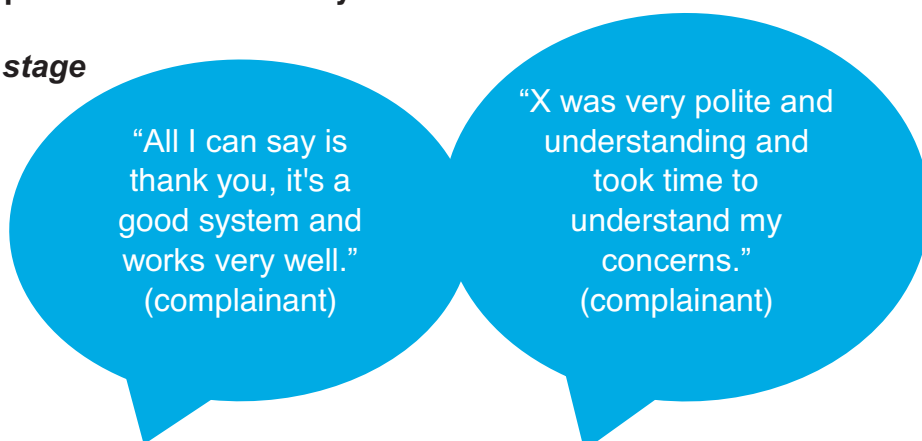 stage
“All I can say is
thank you, it's a
good system and
works very well.”
(complainant)
“X was very polite and
understanding and
took time to
understand my
concerns.”
(complainant)